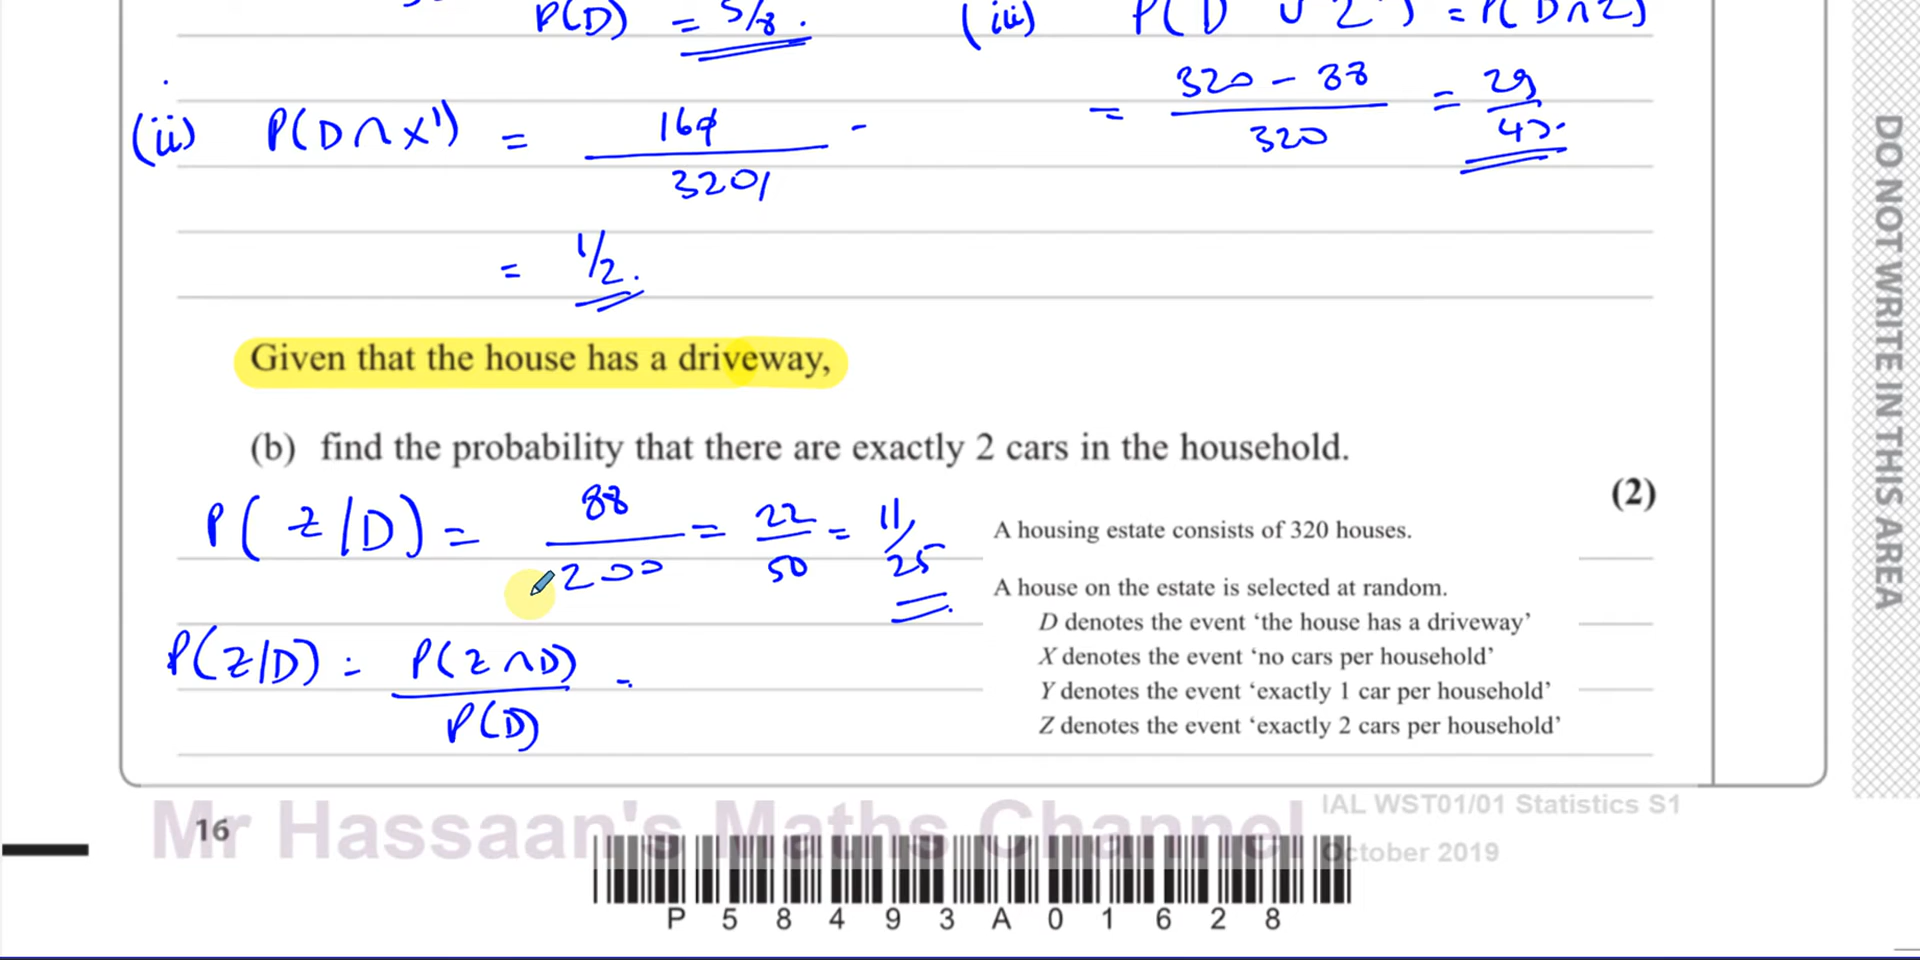 P(D) = 5/8.
(iii) P(D' ∪ Z') = P(D∩Z)'
(ii) P(D∩X') = 160/320 = 1/2.
= 320 - 88 / 320 = 29/40.
Given that the house has a driveway,
(b) find the probability that there are exactly 2 cars in the household.
(2)
P(Z/D) = 88/200 = 22/50 = 11/25
P(Z/D) = P(Z∩D)/P(D) =
A housing estate consists of 320 houses.
A house on the estate is selected at random.
D denotes the event ‘the house has a driveway’
X denotes the event ‘no cars per household’
Y denotes the event ‘exactly 1 car per household’
Z denotes the event ‘exactly 2 cars per household’
DO NOT WRITE IN THIS AREA
16
Mr Hassaan's Maths Channel
IAL WST01/01 Statistics S1
October 2019
P 5 8 4 9 3 A 0 1 6 2 8